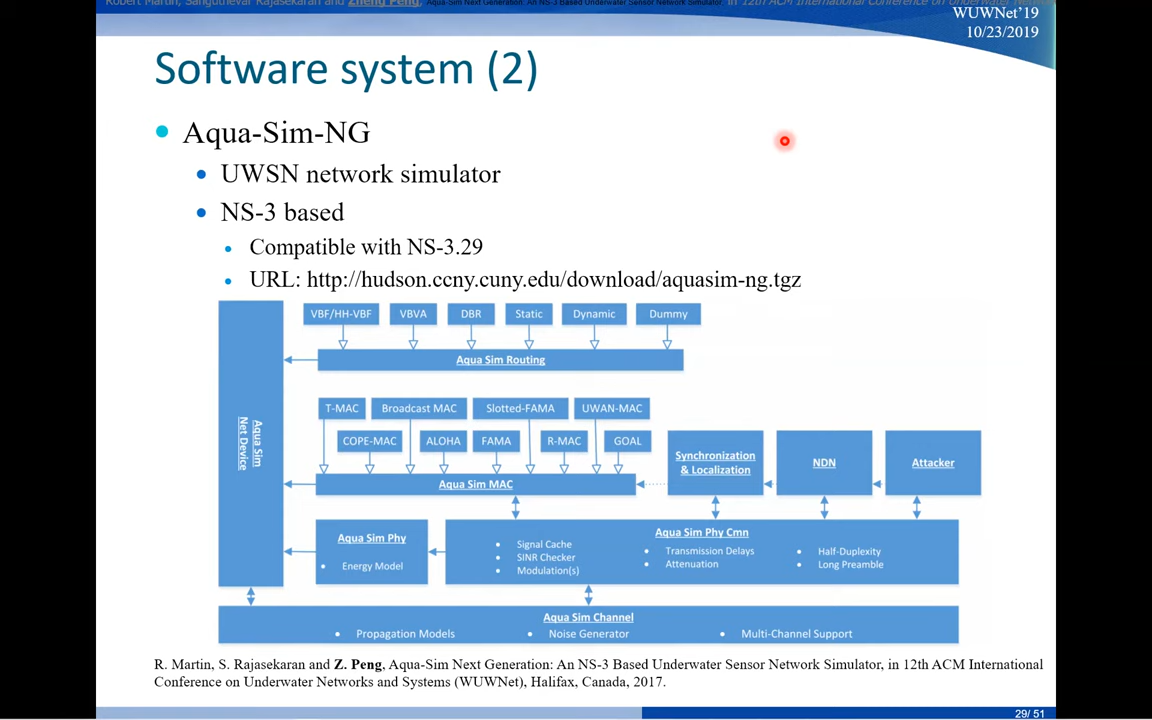 Robert Martin, Sanguthevar Rajasekaran and Zheng Peng, Aqua-Sim Next Generation: An NS-3 Based Underwater Sensor Network Simulator, in 12th ACM International Conference on Underwater
WUWNet'19
10/23/2019
Software system (2)
Aqua-Sim-NG
UWSN network simulator
NS-3 based
Compatible with NS-3.29
URL: http://hudson.ccny.cuny.edu/download/aquasim-ng.tgz
VBF/HH-VBF VBVA DBR Static Dynamic Dummy
Aqua Sim Routing
Aqua Sim
Net Device
T-MAC Broadcast MAC Slotted-FAMA UWAN-MAC
COPE-MAC ALOHA FAMA R-MAC GOAL
Aqua Sim MAC
Synchronization
& Localization
NDN
Attacker
Aqua Sim Phy
Energy Model
Aqua Sim Phy Cmn
Signal Cache
SINR Checker
Modulation(s)
Transmission Delays
Attenuation
Half-Duplexity
Long Preamble
Aqua Sim Channel
Propagation Models
Noise Generator
Multi-Channel Support
R. Martin, S. Rajasekaran and Z. Peng, Aqua-Sim Next Generation: An NS-3 Based Underwater Sensor Network Simulator, in 12th ACM International
Conference on Underwater Networks and Systems (WUWNet), Halifax, Canada, 2017.
29/ 51